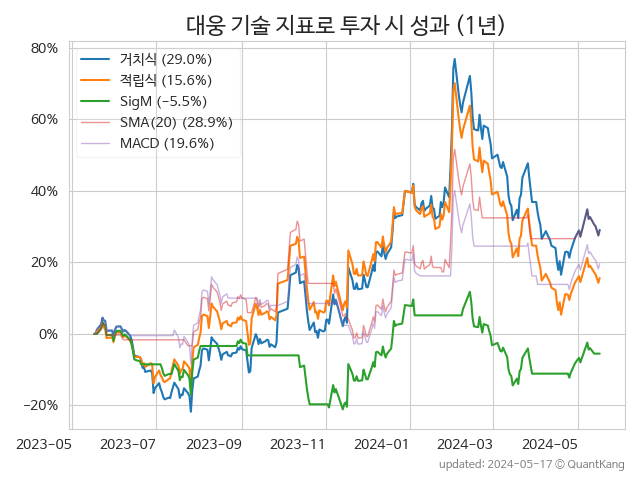 대웅 기술 지표로 투자 시 성과 (1년)
80%
60%
40%
20%
0%
−20%
거치식 (29.0%)
적립식 (15.6%)
SigM (−5.5%)
SMA(20) (28.9%)
MACD (19.6%)
2023-05 2023-07 2023-09 2023-11 2024-01 2024-03 2024-05
updated: 2024-05-17 © QuantKang